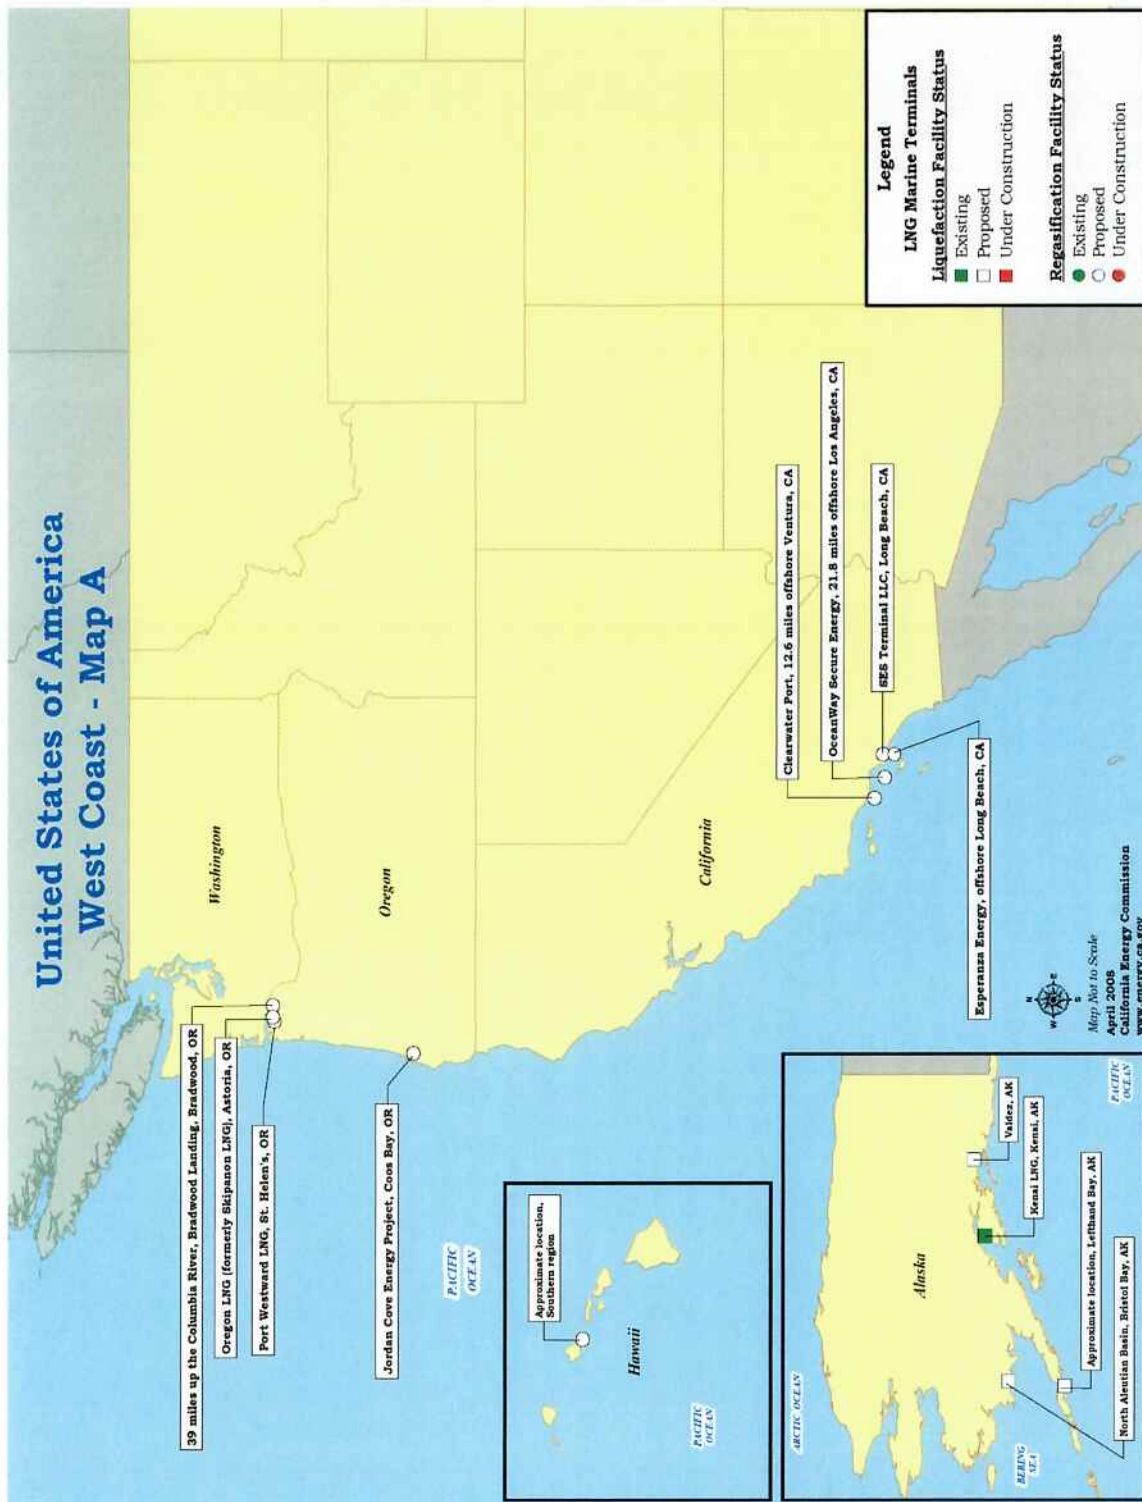 United States of America
West Coast - Map A
39 miles up the Columbia River, Bradwood Landing, Bradwood, OR
Oregon LNG (formerly Skipanon LNG), Astoria, OR
Port Westward LNG, St. Helen's, OR
Jordan Cove Energy Project, Coos Bay, OR
Washington
Oregon
California
PACIFIC
OCEAN
Clearwater Port, 12.6 miles offshore Ventura, CA
OceanWay Secure Energy, 21.8 miles offshore Los Angeles, CA
SES Terminal LLC, Long Beach, CA
Esperanza Energy, offshore Long Beach, CA
Approximate location,
Southern region
Hawaii
PACIFIC
OCEAN
ARCTIC OCEAN
Alaska
BERING
SEA
Valdez, AK
Kenai LNG, Kenai, AK
Approximate location, Lefthand Bay, AK
North Aleutian Basin, Bristol Bay, AK
PACIFIC
OCEAN
N
W
E
S
Map Not to Scale
April 2008
California Energy Commission
www.energy.ca.gov
Legend
LNG Marine Terminals
Liquefaction Facility Status
Existing
Proposed
Under Construction
Regasification Facility Status
Existing
Proposed
Under Construction